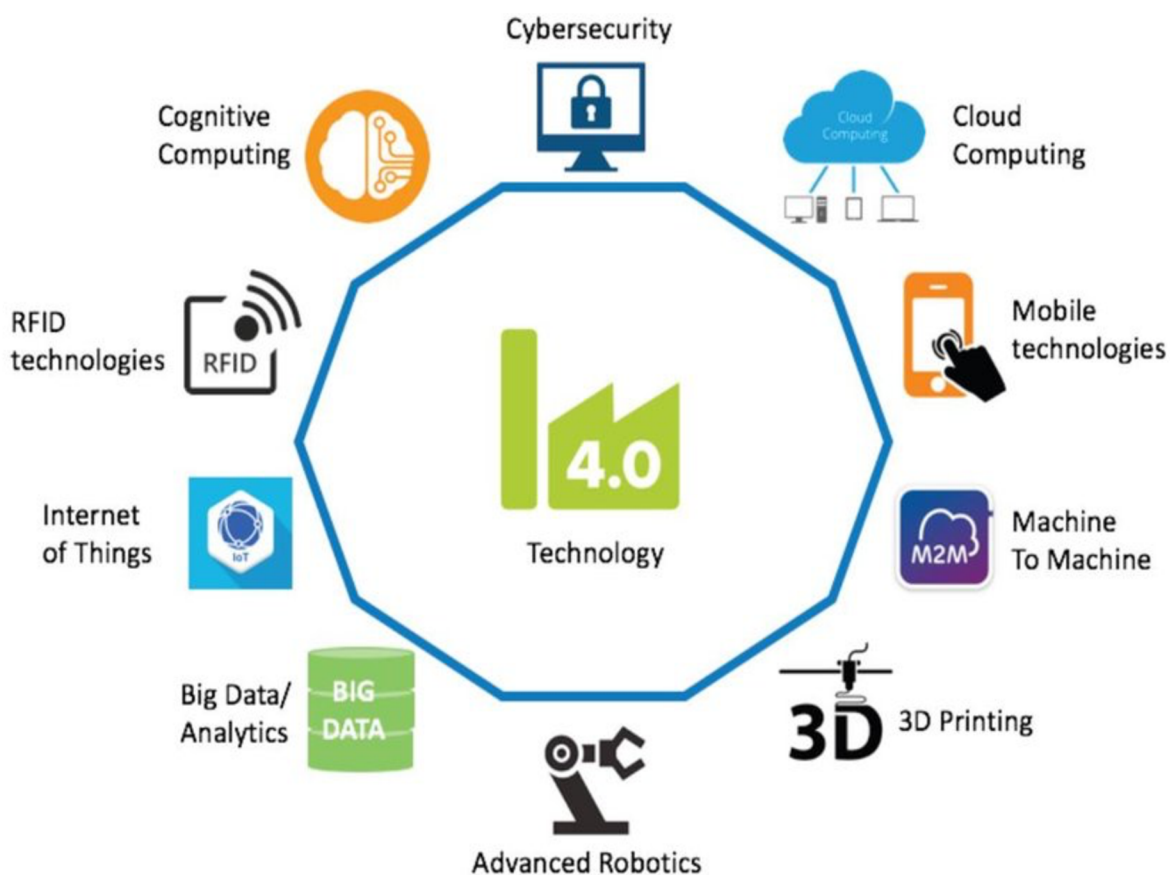 Cybersecurity
Cognitive
Computing
Cloud
Computing
Cloud
Computing
RFID
technologies
RFID
Mobile
technologies
4.0
Technology
Internet
of Things
IoT
M2M
Machine
To Machine
Big Data/
Analytics
BIG
DATA
3D
3D Printing
Advanced Robotics